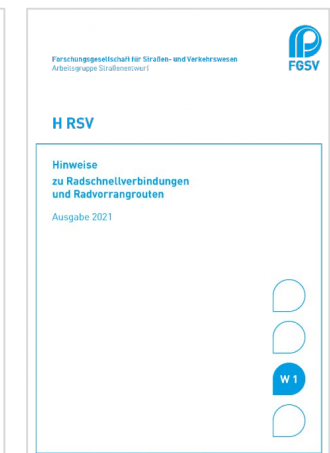 Forschungsgesellschaft für Straßen- und Verkehrswesen
Arbeitsgruppe Straßenentwurf
FGSV
H RSV
Hinweise
zu Radschnellverbindungen
und Radvorrangrouten
Ausgabe 2021
W 1